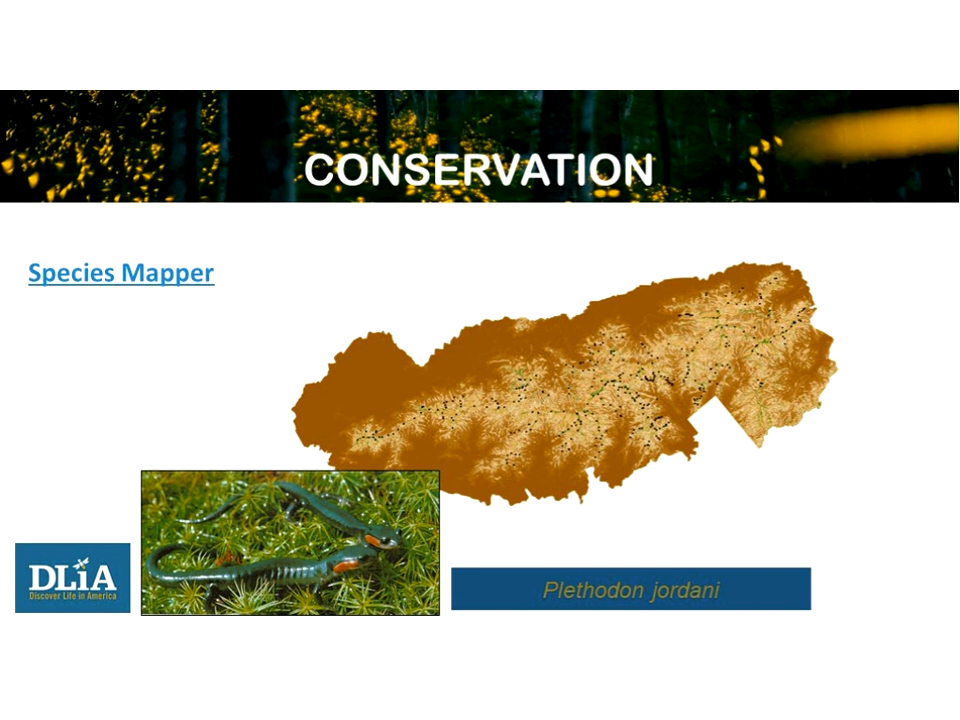 CONSERVATION
Species Mapper
DLiA
Discover Life in America
Plethodon jordani